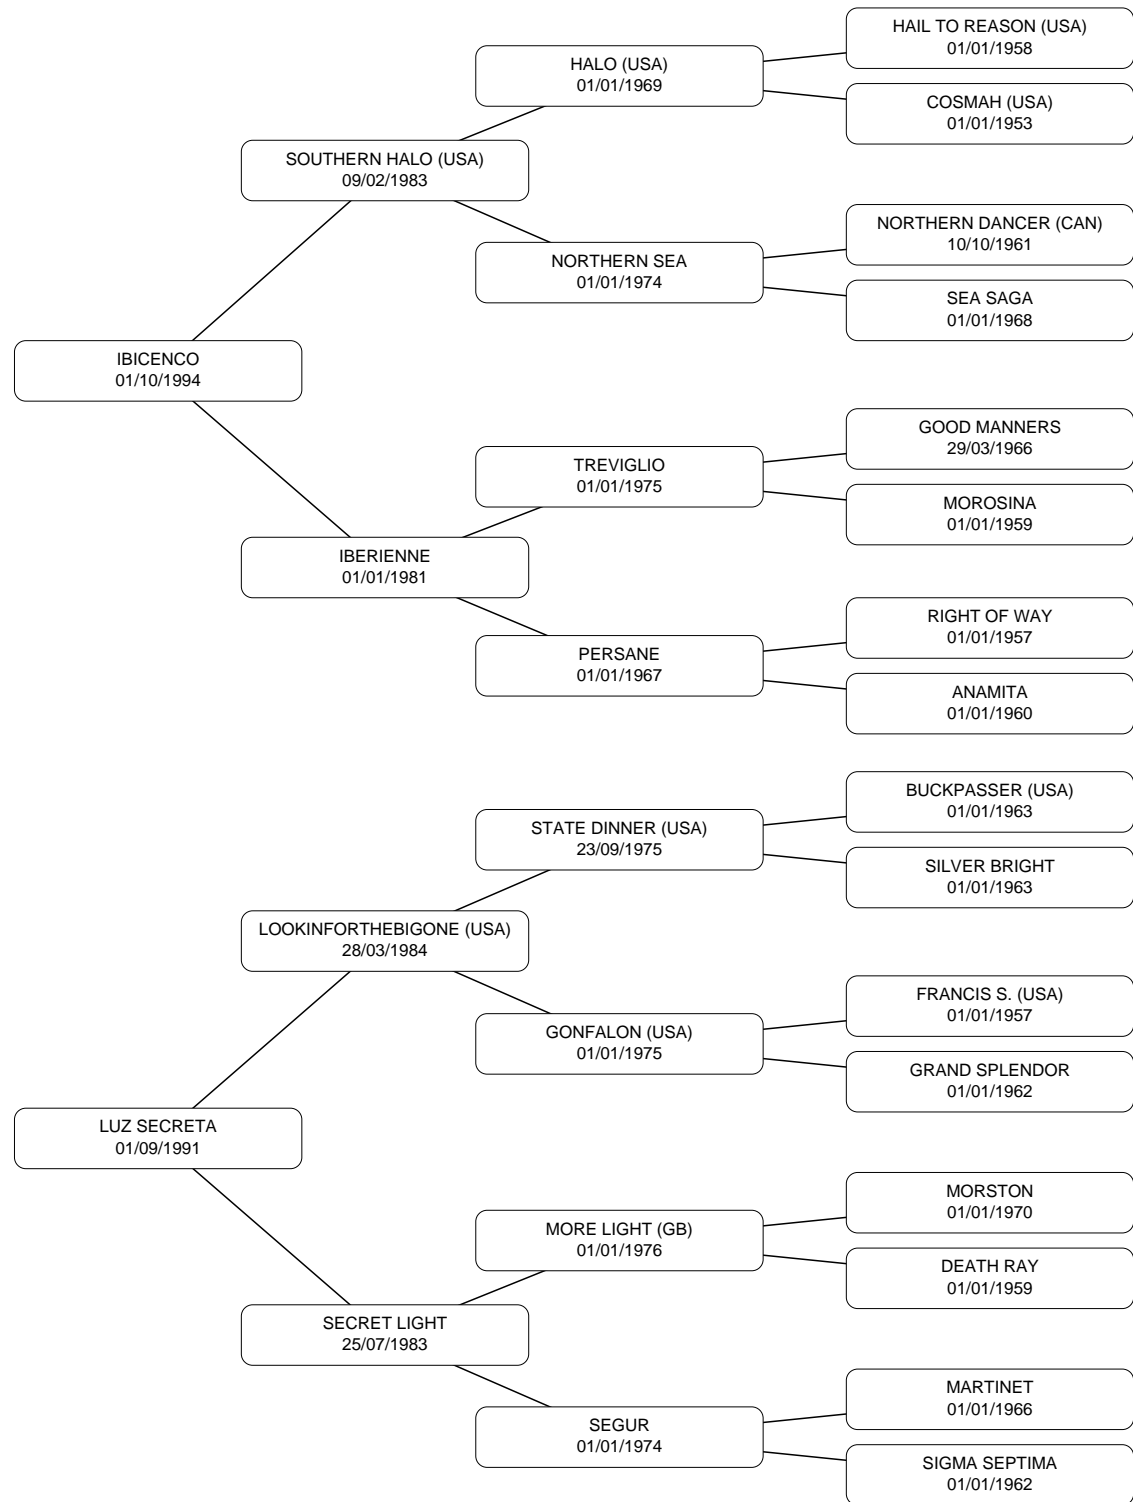 HAIL TO REASON (USA)
01/01/1958
HALO (USA)
01/01/1969
COSMAH (USA)
01/01/1953
SOUTHERN HALO (USA)
09/02/1983
NORTHERN DANCER (CAN)
10/10/1961
NORTHERN SEA
01/01/1974
SEA SAGA
01/01/1968
IBICENCO
01/10/1994
GOOD MANNERS
29/03/1966
TREVIGLIO
01/01/1975
MOROSINA
01/01/1959
IBERIENNE
01/01/1981
RIGHT OF WAY
01/01/1957
PERSANE
01/01/1967
ANAMITA
01/01/1960
BUCKPASSER (USA)
01/01/1963
STATE DINNER (USA)
23/09/1975
SILVER BRIGHT
01/01/1963
LOOKINFORTHEBIGONE (USA)
28/03/1984
FRANCIS S. (USA)
01/01/1957
GONFALON (USA)
01/01/1975
GRAND SPLENDOR
01/01/1962
LUZ SECRETA
01/09/1991
MORSTON
01/01/1970
MORE LIGHT (GB)
01/01/1976
DEATH RAY
01/01/1959
SECRET LIGHT
25/07/1983
MARTINET
01/01/1966
SEGUR
01/01/1974
SIGMA SEPTIMA
01/01/1962